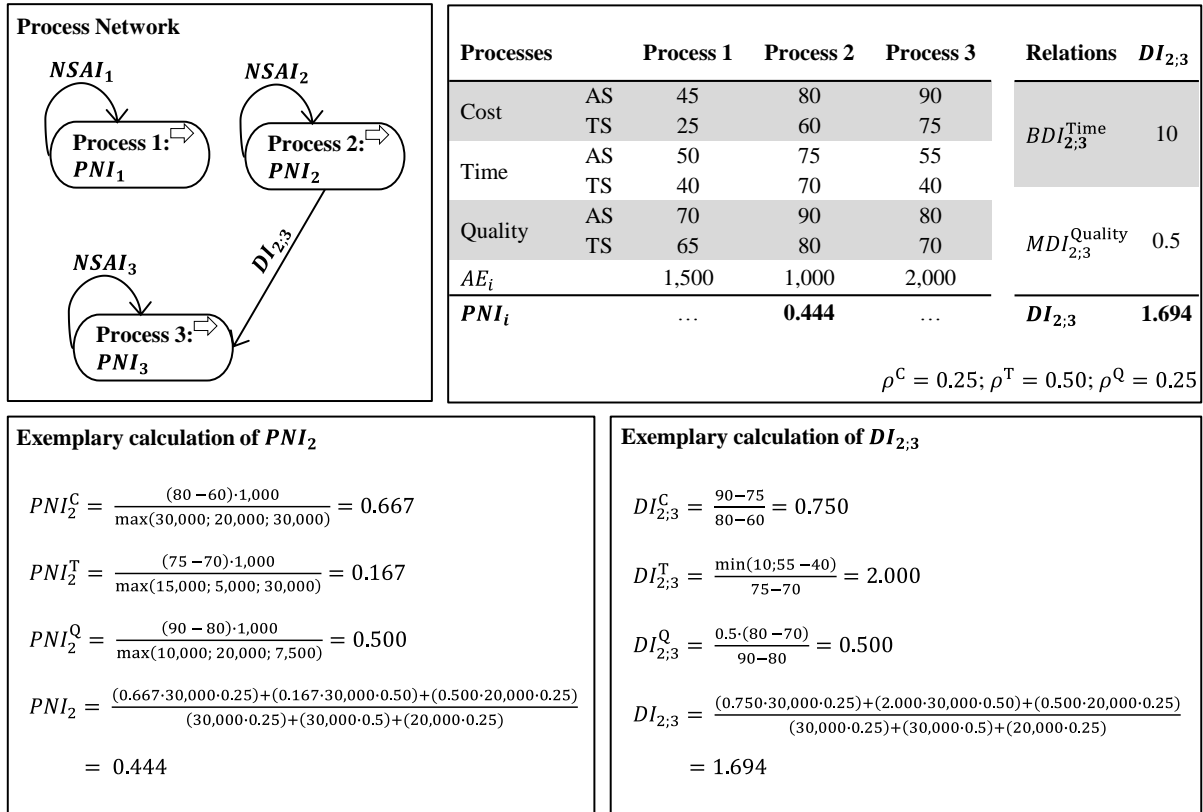 Process Network
NSAI₁
NSAI₂
Process 1:
PNI₁
Process 2:
PNI₂
DI₂;₃
NSAI₃
Process 3:
PNI₃
Processes Process 1 Process 2 Process 3
Cost AS 45 80 90
TS 25 60 75
Time AS 50 75 55
TS 40 70 40
Quality AS 70 90 80
TS 65 80 70
AEᵢ 1,500 1,000 2,000
PNIᵢ … 0.444 …
Relations DI₂;₃
BDI₂;₃^Time 10
MDI₂;₃^Quality 0.5
DI₂;₃ 1.694
ρ^C = 0.25; ρ^T = 0.50; ρ^Q = 0.25
Exemplary calculation of PNI₂
PNI₂^C = (80 −60)·1,000 / max(30,000; 20,000; 30,000) = 0.667
PNI₂^T = (75 −70)·1,000 / max(15,000; 5,000; 30,000) = 0.167
PNI₂^Q = (90 − 80)·1,000 / max(10,000; 20,000; 7,500) = 0.500
PNI₂ = (0.667·30,000·0.25)+(0.167·30,000·0.50)+(0.500·20,000·0.25) / (30,000·0.25)+(30,000·0.5)+(20,000·0.25)
= 0.444
Exemplary calculation of DI₂;₃
DI₂;₃^C = 90−75 / 80−60 = 0.750
DI₂;₃^T = min(10;55 −40) / 75−70 = 2.000
DI₂;₃^Q = 0.5·(80 −70) / 90−80 = 0.500
DI₂;₃ = (0.750·30,000·0.25)+(2.000·30,000·0.50)+(0.500·20,000·0.25) / (30,000·0.25)+(30,000·0.5)+(20,000·0.25)
= 1.694